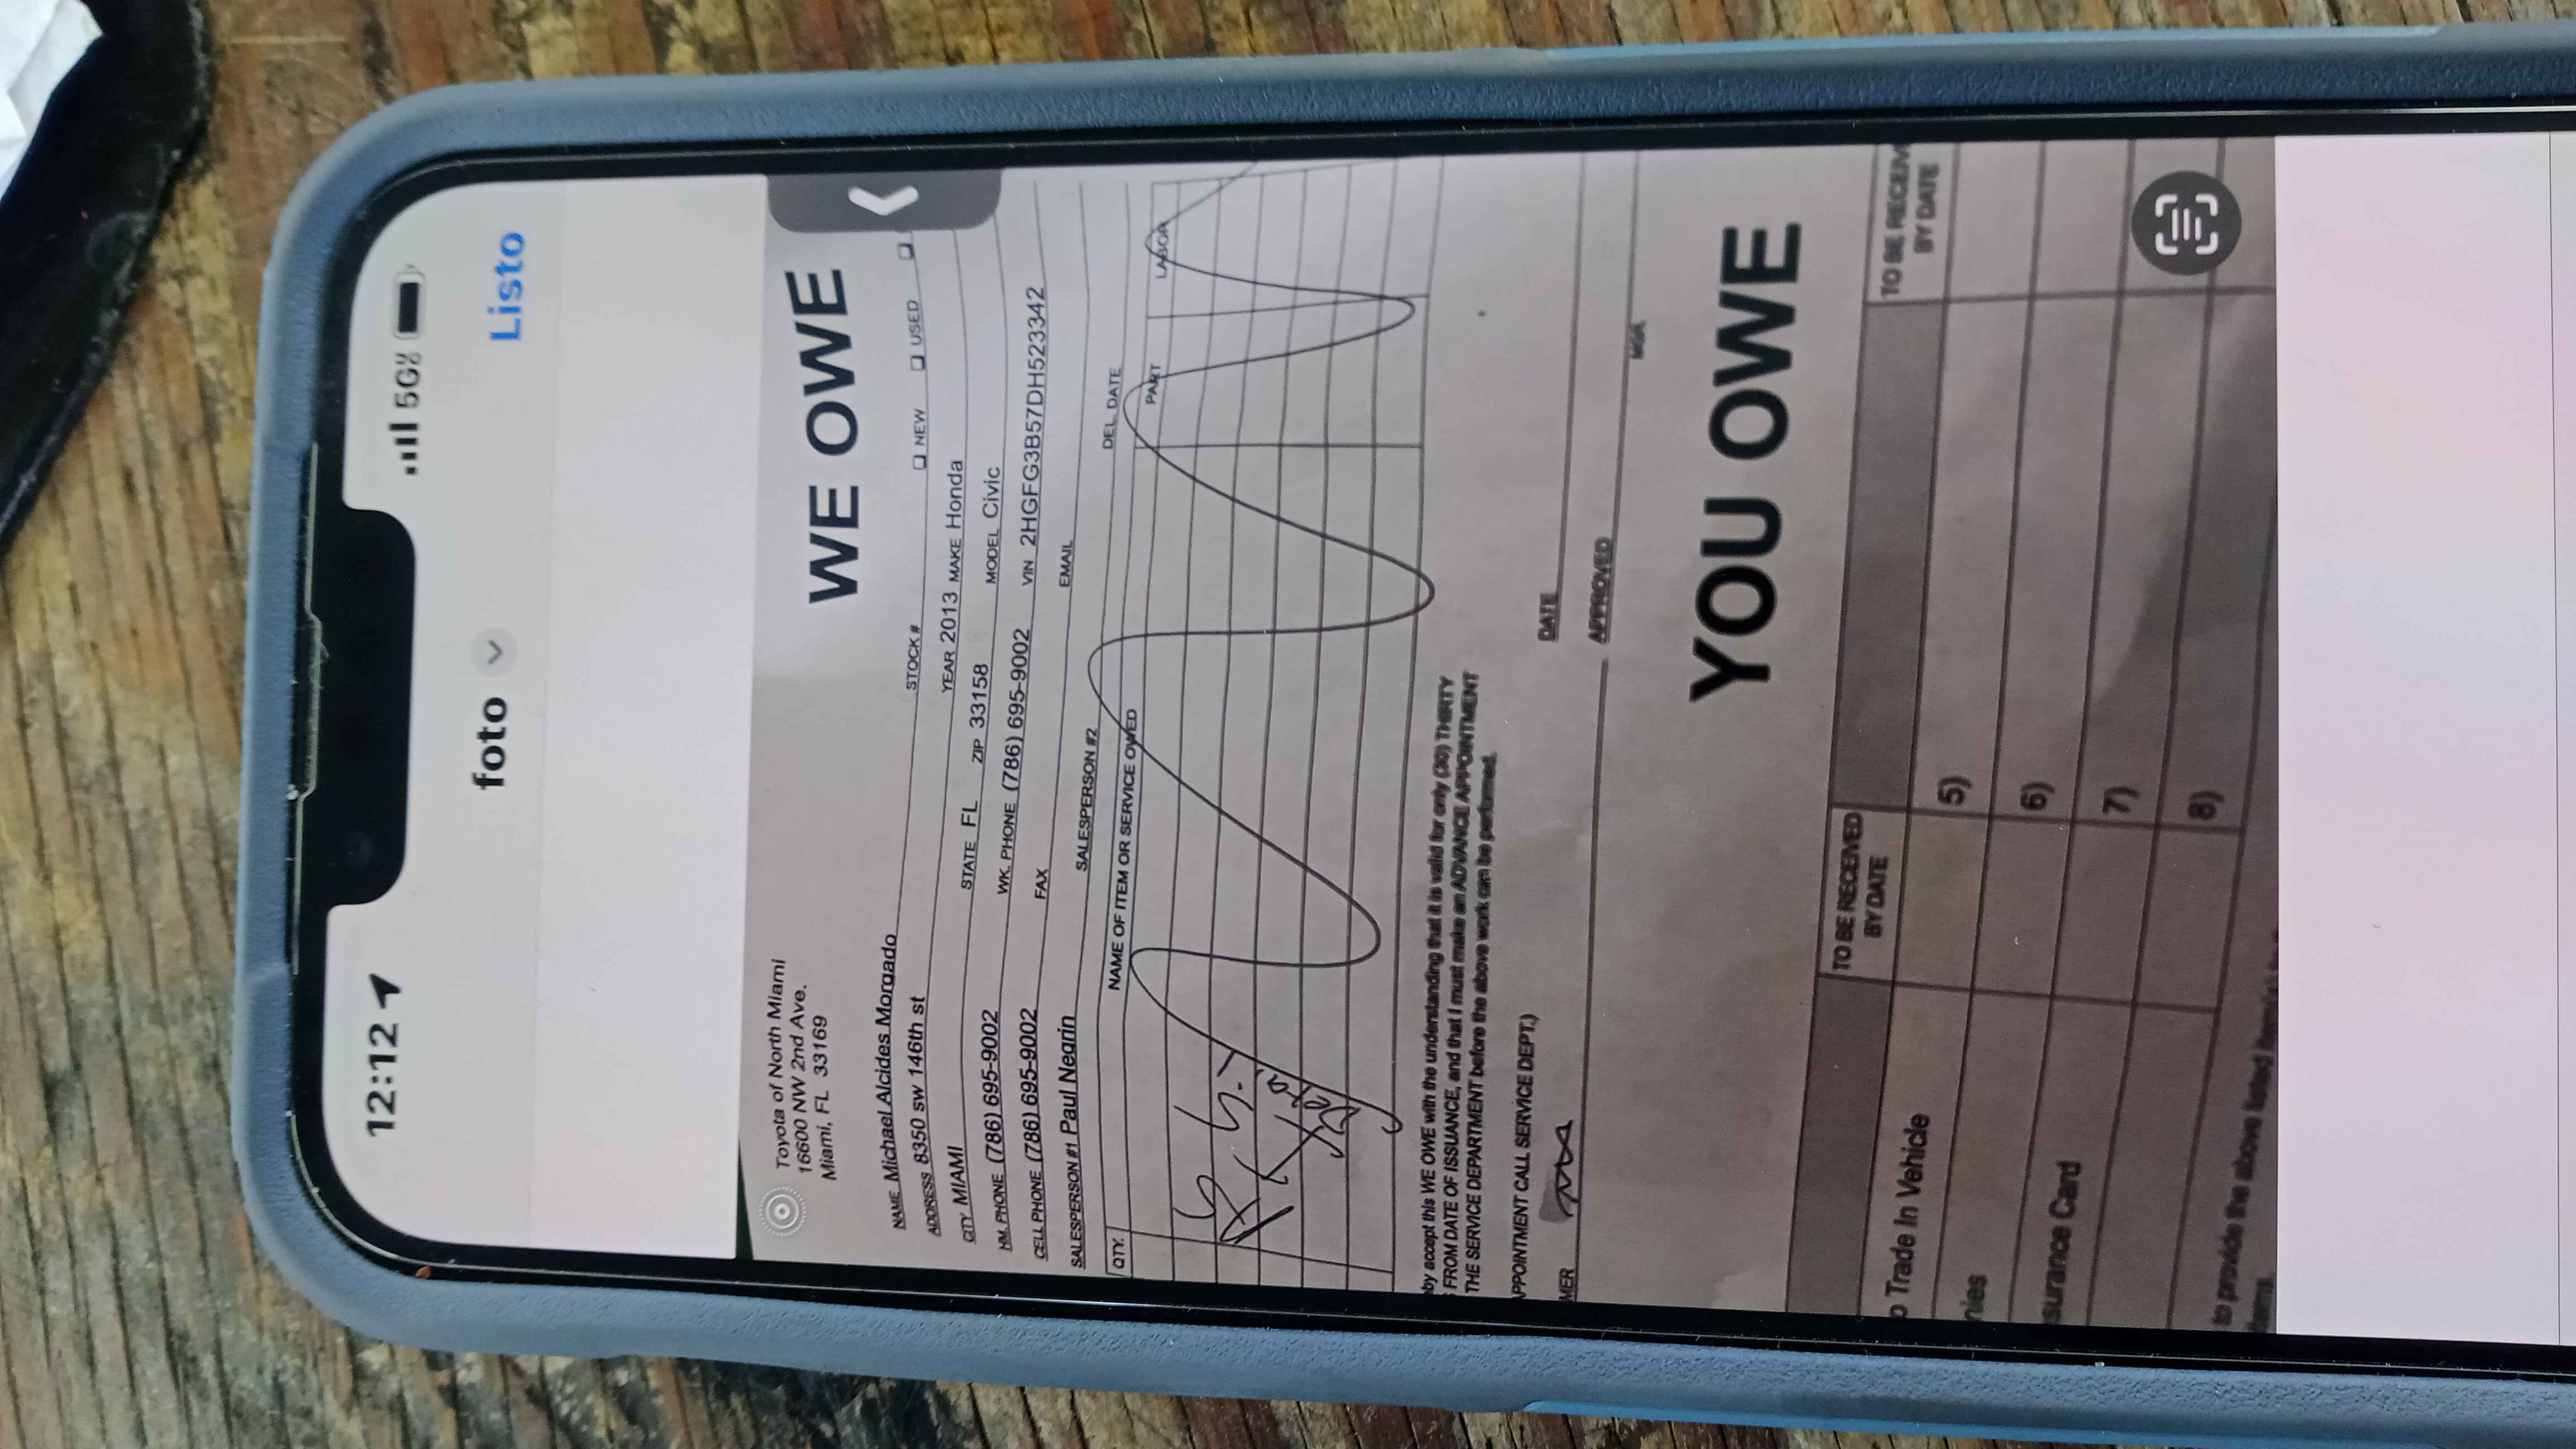 12:12 5G
foto Listo
Toyota of North Miami
16600 NW 2nd Ave.
Miami, FL 33169
WE OWE
STOCK # NEW USED
NAME Michael Alcides Morgado
ADDRESS 8350 sw 146th st YEAR 2013 MAKE Honda
CITY MIAMI STATE FL ZIP 33158 MODEL Civic
HM. PHONE (786) 695-9002 WK. PHONE (786) 695-9002 VIN 2HGFG3B57DH523342
CELL PHONE (786) 695-9002 FAX EMAIL
SALESPERSON #1 Paul Negrin SALESPERSON #2 DEL. DATE
QTY. NAME OF ITEM OR SERVICE OWED PART LABOR
by accept this WE OWE with the understanding that it is valid for only (30) THIRTY
FROM DATE OF ISSUANCE, and that I must make an ADVANCE APPOINTMENT
THE SERVICE DEPARTMENT before the above work can be performed.
PPOINTMENT CALL SERVICE DEPT.) DATE
MER APPROVED
MGR
YOU OWE
TO BE RECEIVED BY DATE TO BE RECEIV BY DATE
o Trade In Vehicle 5)
nies 6)
surance Card 7)
8)
to provide the above listed
items.